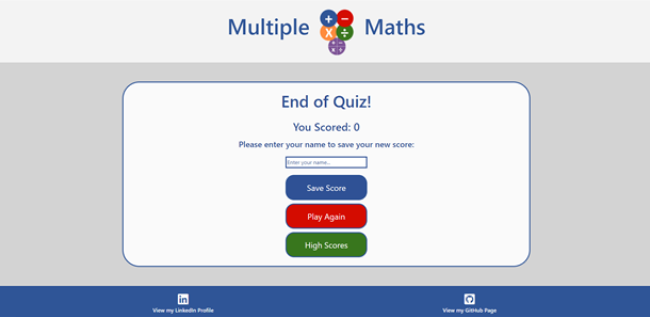 Multiple Maths
End of Quiz!
You Scored: 0
Please enter your name to save your new score:
Enter your name...
Save Score
Play Again
High Scores
View my LinkedIn Profile
View my GitHub Page